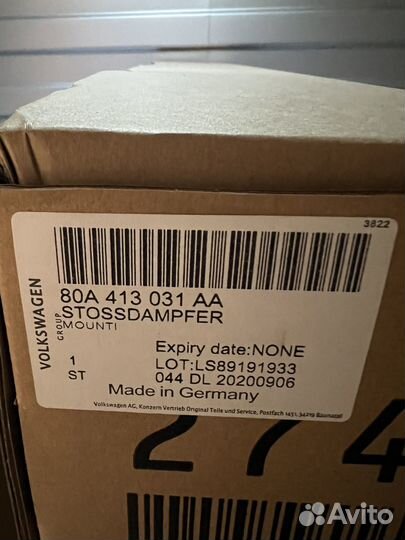 3822
VOLKSWAGEN
GROUP
80A 413 031 AA
STOSSDAMPFER
MOUNTI
Expiry date:NONE
1
LOT:LS89191933
ST
044 DL 20200906
Made in Germany
Volkswagen AG, Konzern Vertrieb Original Teile und Service, Postfach 1451, 34219 Baunatal
274
Avito